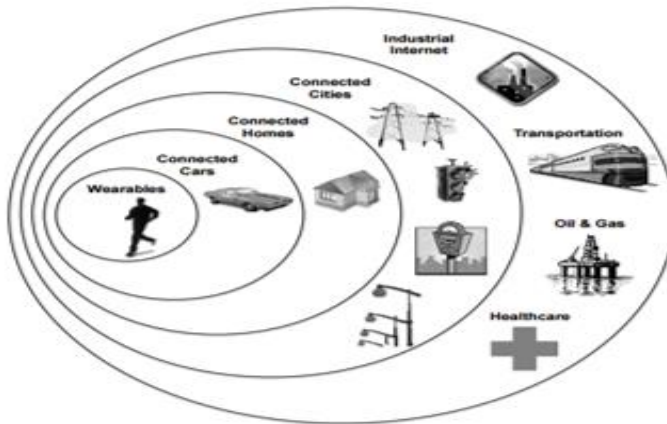 Industrial
Internet
Connected
Cities
Connected
Homes
Transportation
Connected
Cars
Wearables
Oil & Gas
Healthcare